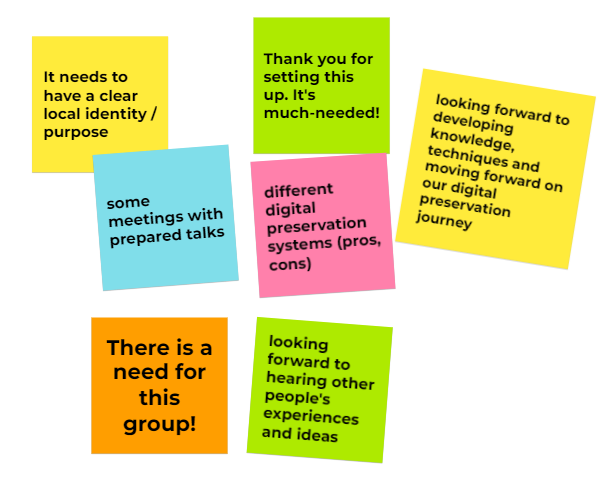 It needs to
have a clear
local identity /
purpose
Thank you for
setting this
up. It's
much-needed!
looking forward to
developing
knowledge,
techniques and
moving forward on
our digital
preservation
journey
some
meetings with
prepared talks
different
digital
preservation
systems (pros,
cons)
There is a
need for
this
group!
looking
forward to
hearing other
people's
experiences
and ideas